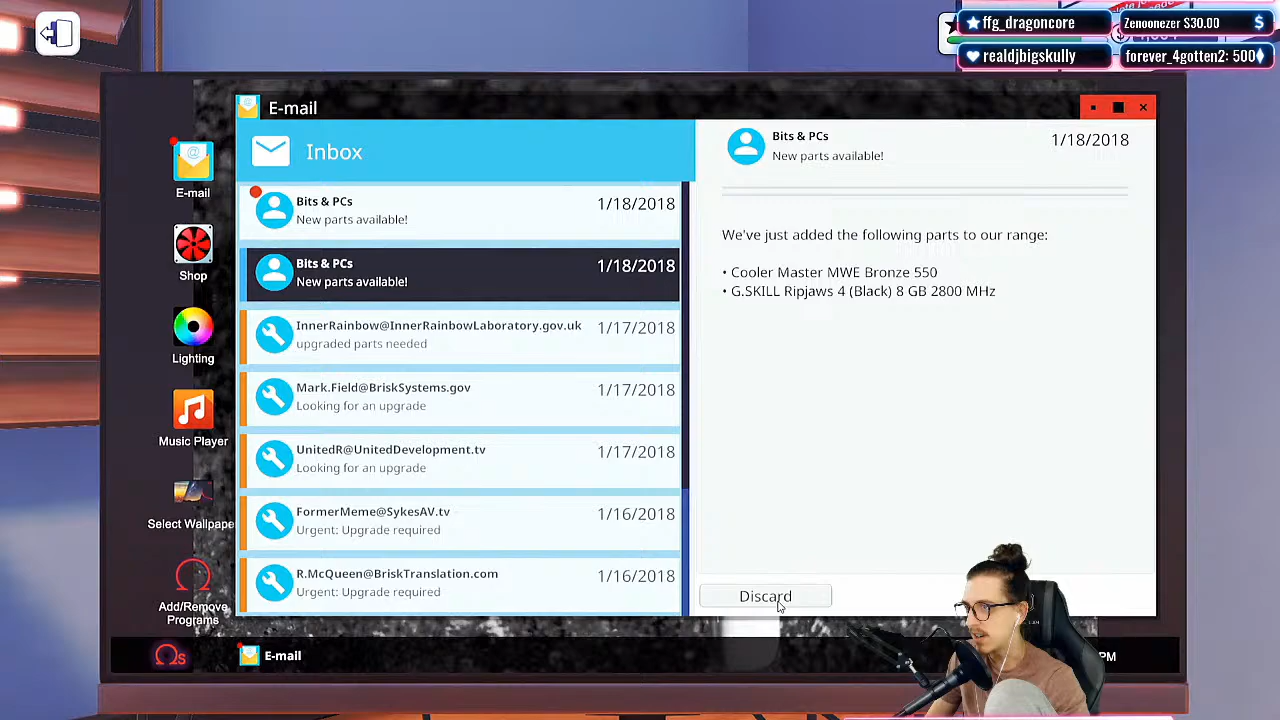 ffg_dragoncore
Zenoonezer $30.00
$
realdjbigskully
forever_4gotten2: 500
E-mail
Inbox
Bits & PCs
New parts available!
1/18/2018
Bits & PCs
New parts available!
1/18/2018
InnerRainbow@InnerRainbowLaboratory.gov.uk
upgraded parts needed
1/17/2018
Mark.Field@BriskSystems.gov
Looking for an upgrade
1/17/2018
UnitedR@UnitedDevelopment.tv
Looking for an upgrade
1/17/2018
FormerMeme@SykesAV.tv
Urgent: Upgrade required
1/16/2018
R.McQueen@BriskTranslation.com
Urgent: Upgrade required
1/16/2018
Bits & PCs
New parts available!
1/18/2018
We've just added the following parts to our range:
• Cooler Master MWE Bronze 550
• G.SKILL Ripjaws 4 (Black) 8 GB 2800 MHz
Discard
E-mail
Shop
Lighting
Music Player
Select Wallpape
Add/Remove
Programs
Ωs
E-mail
PM